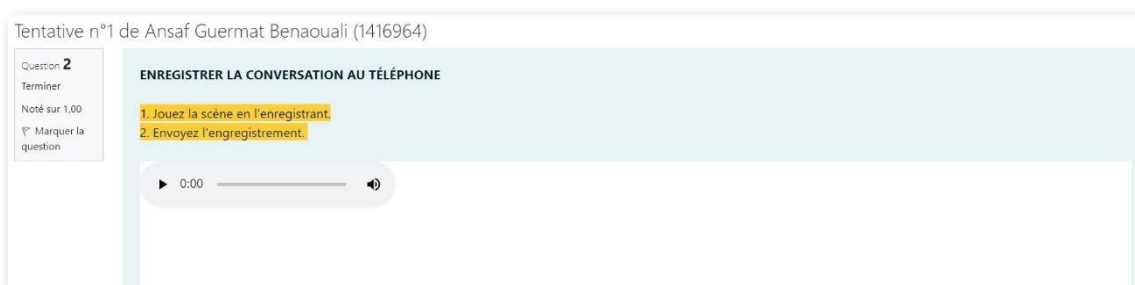 Tentative n°1 de Ansaf Guermat Benaouali (1416964)
Question 2
Terminer
Noté sur 1,00
Marquer la
question
ENREGISTRER LA CONVERSATION AU TÉLÉPHONE
1. Jouez la scène en l'enregistrant.
2. Envoyez l'engregistrement.
0:00